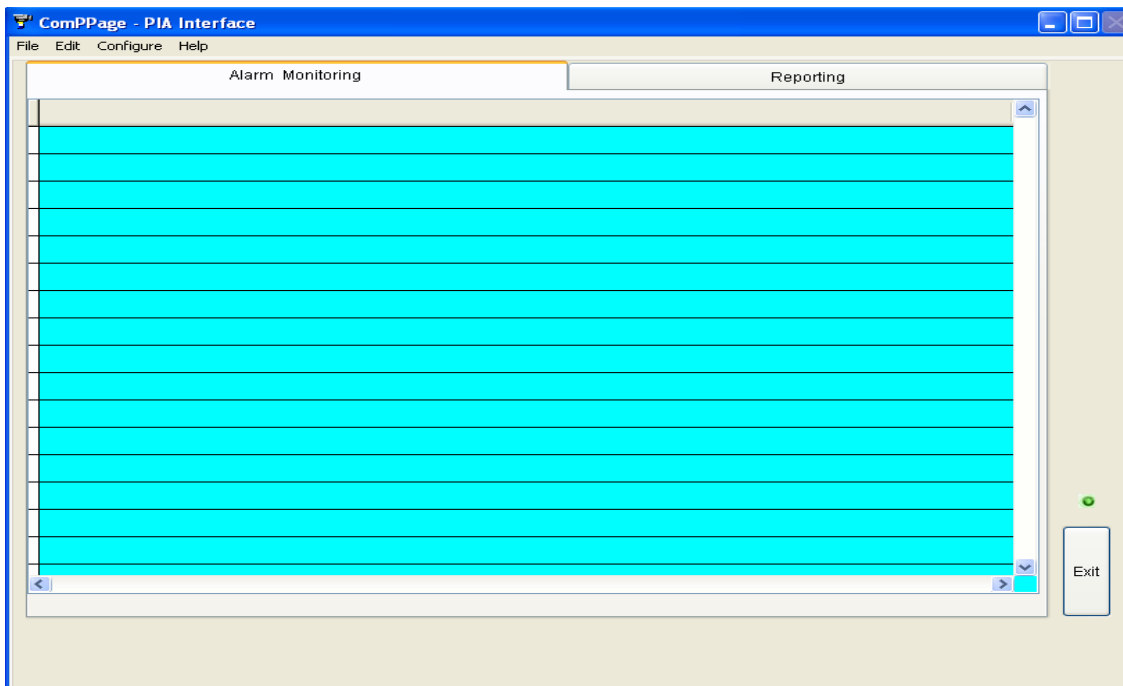 ComPPage - PIA Interface
File Edit Configure Help
Alarm Monitoring Reporting
Exit